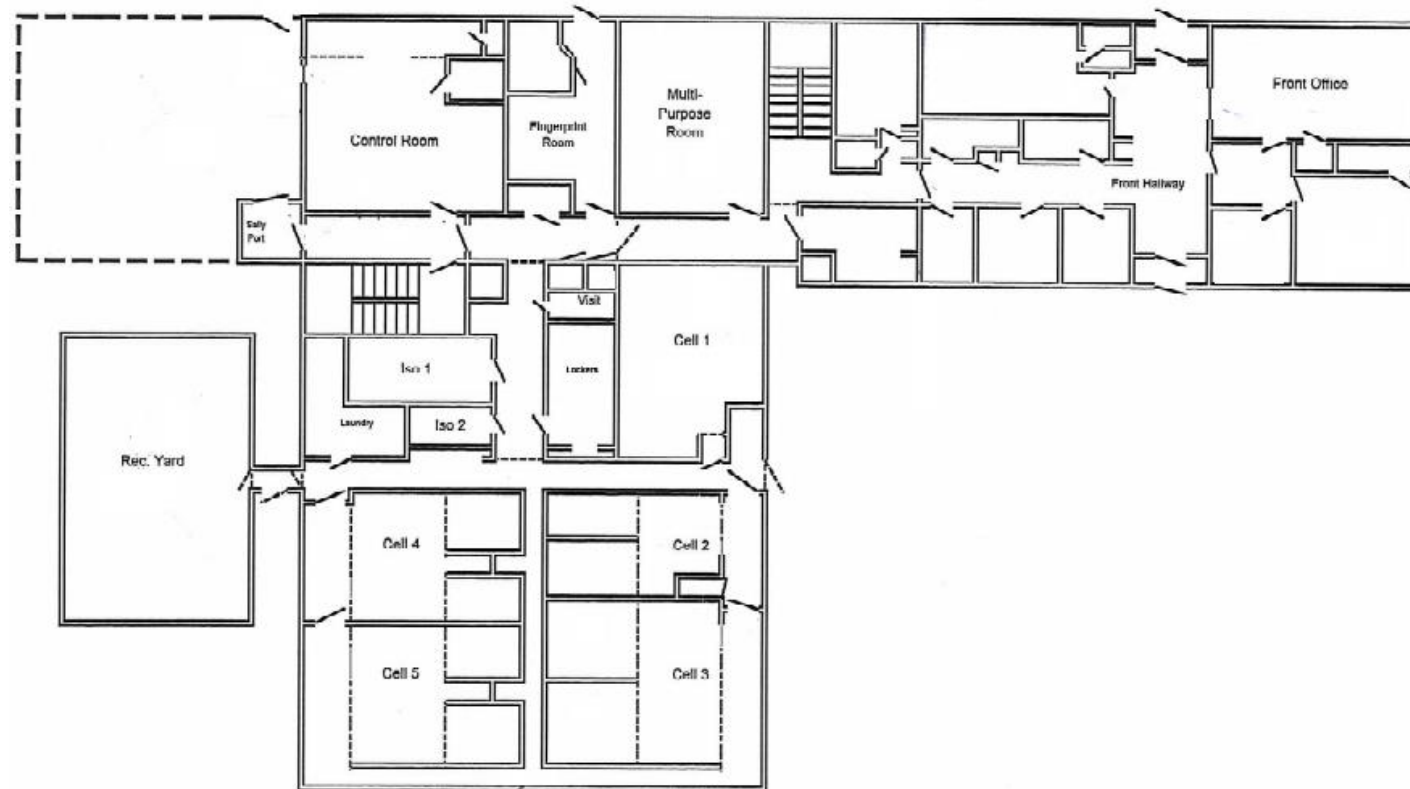 Front Office
Multi-
Purpose
Room
Control Room
Fingerprint
Room
Front Hallway
Sally
Port
Visit
Cell 1
Iso 1
Lockers
Laundry
Iso 2
Rec. Yard
Cell 4
Cell 2
Cell 5
Cell 3